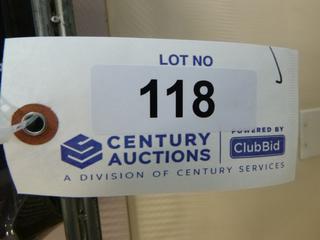 LOT NO
118
CENTURY
AUCTIONS
POWERED BY
ClubBid
A DIVISION OF CENTURY SERVICES